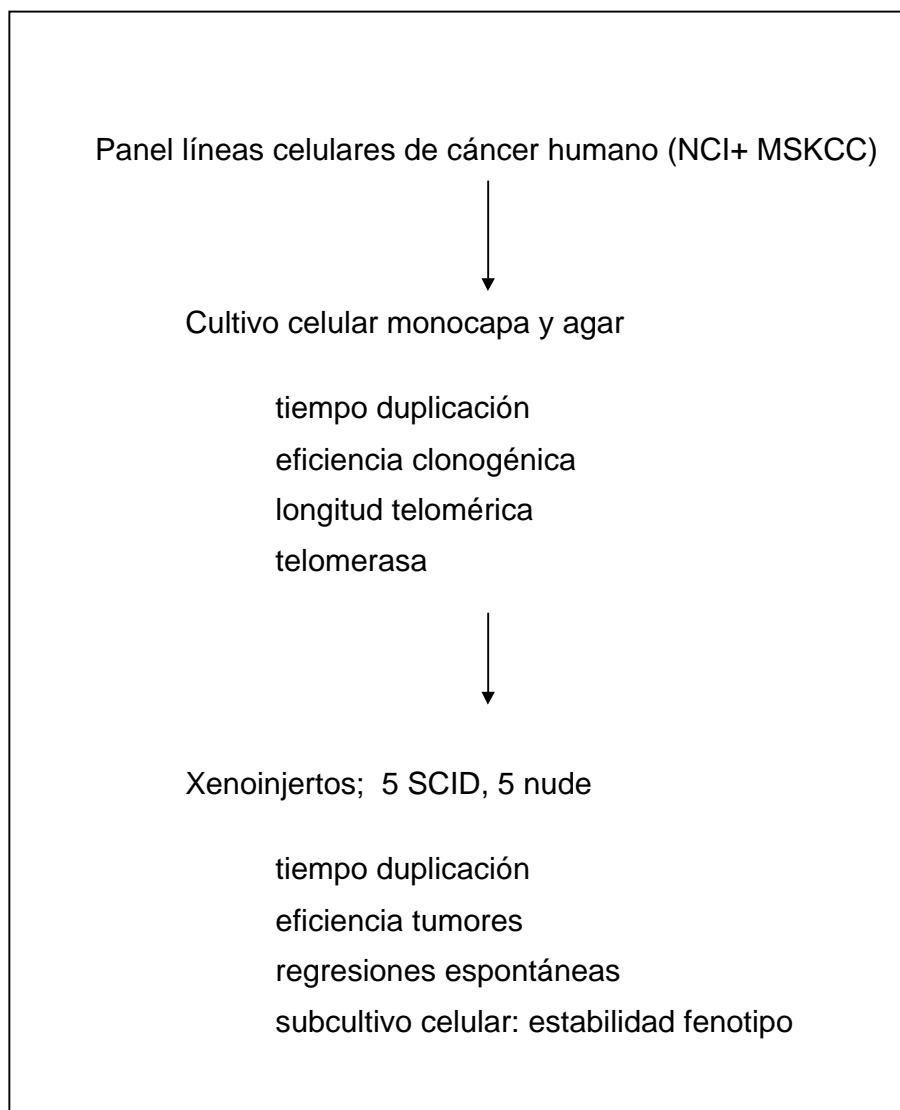 Panel líneas celulares de cáncer humano (NCI+ MSKCC)
Cultivo celular monocapa y agar
tiempo duplicación
eficiencia clonogénica
longitud telomérica
telomerasa
Xenoinjertos; 5 SCID, 5 nude
tiempo duplicación
eficiencia tumores
regresiones espontáneas
subcultivo celular: estabilidad fenotipo